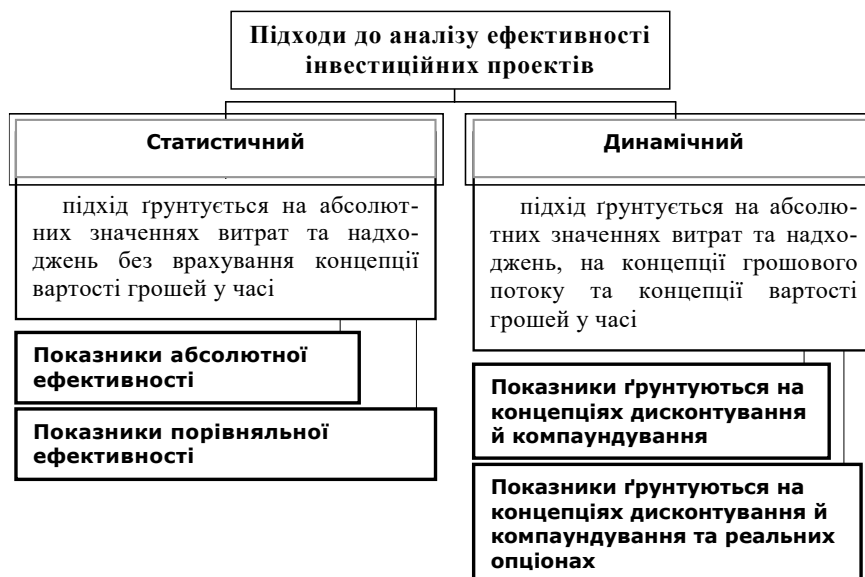 Підходи до аналізу ефективності
інвестиційних проектів
Статистичний
підхід ґрунтується на абсолют-
них значеннях витрат та надхо-
джень без врахування концепції
вартості грошей у часі
Показники абсолютної
ефективності
Показники порівняльної
ефективності
Динамічний
підхід ґрунтується на абсолю-
тних значеннях витрат та надхо-
джень, на концепції грошового
потоку та концепції вартості
грошей у часі
Показники ґрунтуються на
концепціях дисконтування
й компаундування
Показники ґрунтуються на
концепціях дисконтування й
компаундування та реальних
опціонах